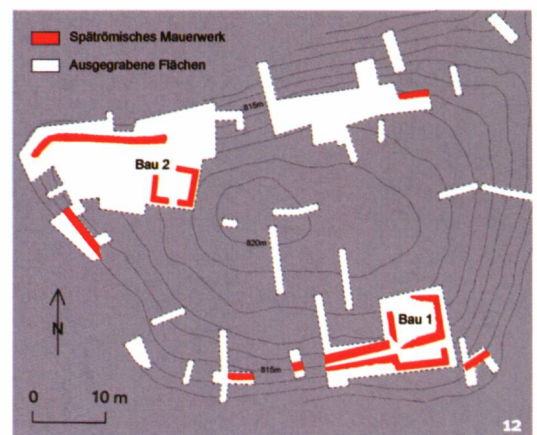 Spätrömisches Mauerwerk
Ausgegrabene Flächen
815m
Bau 2
820m
Bau 1
N
815m
0 10 m
12